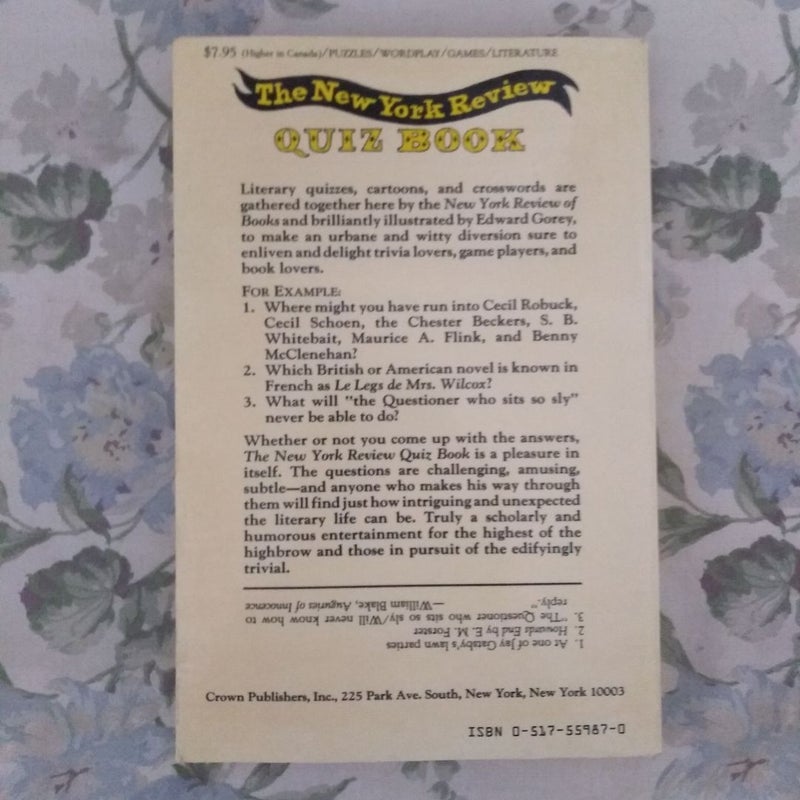 $7.95 (Higher in Canada)/PUZZLES/WORDPLAY/GAMES/LITERATURE
The New York Review
QUIZ BOOK
Literary quizzes, cartoons, and crosswords are
gathered together here by the New York Review of
Books and brilliantly illustrated by Edward Gorey,
to make an urbane and witty diversion sure to
enliven and delight trivia lovers, game players, and
book lovers.
FOR EXAMPLE:
1. Where might you have run into Cecil Robuck,
Cecil Schoen, the Chester Beckers, S. B.
Whitebait, Maurice A. Flink, and Benny
McClenehan?
2. Which British or American novel is known in
French as Le Legs de Mrs. Wilcox?
3. What will "the Questioner who sits so sly"
never be able to do?
Whether or not you come up with the answers,
The New York Review Quiz Book is a pleasure in
itself. The questions are challenging, amusing,
subtle—and anyone who makes his way through
them will find just how intriguing and unexpected
the literary life can be. Truly a scholarly and
humorous entertainment for the highest of the
highbrow and those in pursuit of the edifyingly
trivial.
1. At one of Jay Gatsby's lawn parties
2. Howards End by E. M. Forster
3. "The Questioner who sits so sly/Will never know how to
reply." —William Blake, Auguries of Innocence
Crown Publishers, Inc., 225 Park Ave. South, New York, New York 10003
ISBN 0-517-55987-0